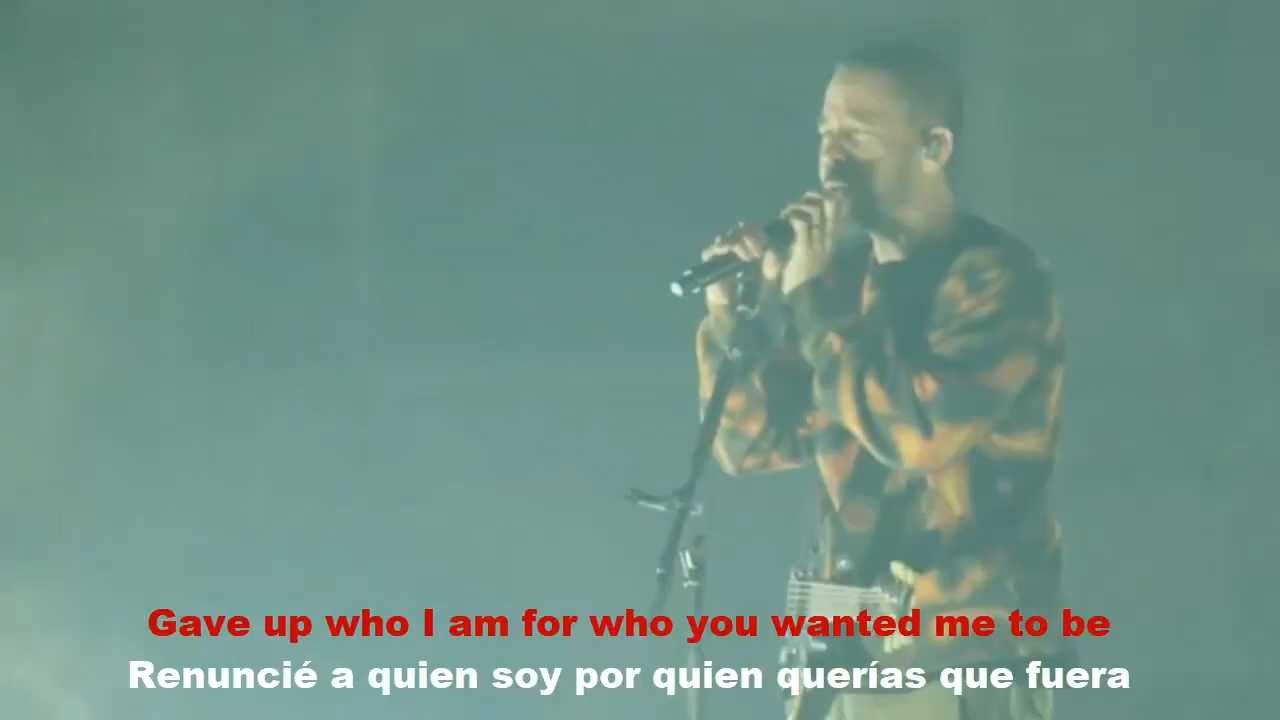 Gave up who I am for who you wanted me to be
Renuncié a quien soy por quien querías que fuera